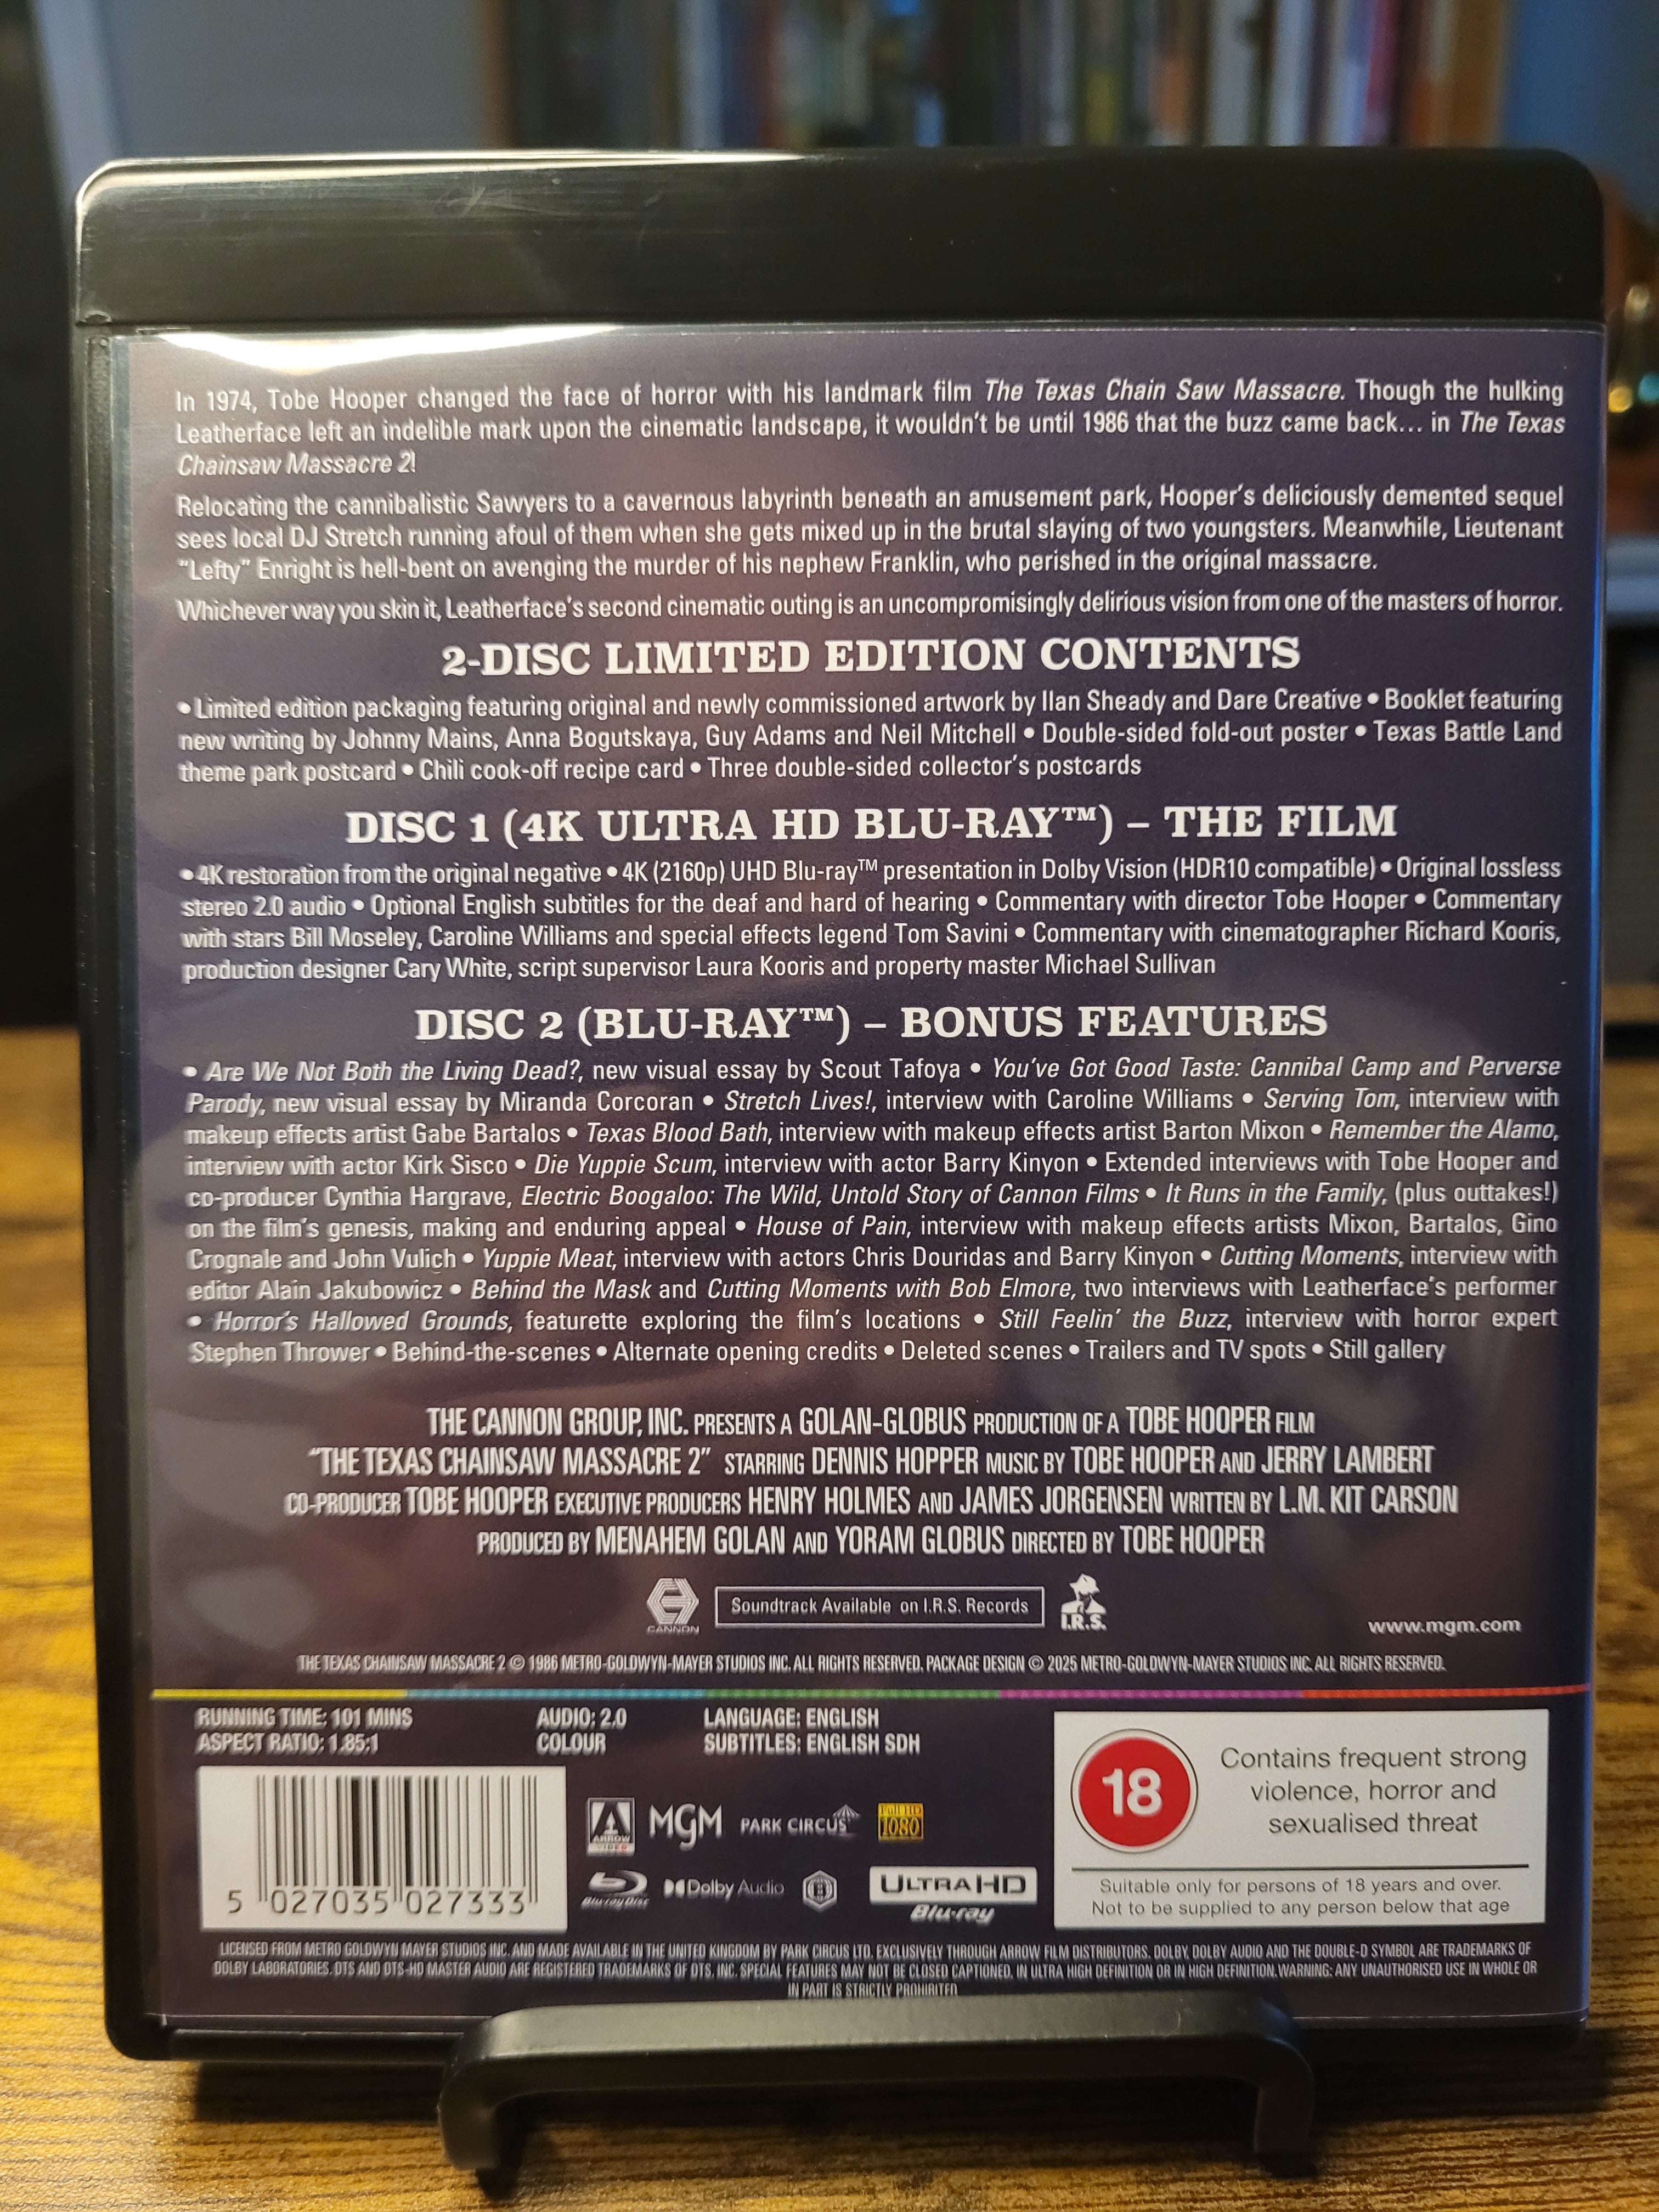 In 1974, Tobe Hooper changed the face of horror with his landmark film The Texas Chain Saw Massacre. Though the hulking
Leatherface left an indelible mark upon the cinematic landscape, it wouldn't be until 1986 that the buzz came back... in The Texas
Chainsaw Massacre 2!
Relocating the cannibalistic Sawyers to a cavernous labyrinth beneath an amusement park, Hooper's deliciously demented sequel
sees local DJ Stretch running afoul of them when she gets mixed up in the brutal slaying of two youngsters. Meanwhile, Lieutenant
"Lefty" Enright is hell-bent on avenging the murder of his nephew Franklin, who perished in the original massacre.
Whichever way you skin it, Leatherface's second cinematic outing is an uncompromisingly delirious vision from one of the masters of horror.
2-DISC LIMITED EDITION CONTENTS
• Limited edition packaging featuring original and newly commissioned artwork by Ilan Sheady and Dare Creative • Booklet featuring
new writing by Johnny Mains, Anna Bogutskaya, Guy Adams and Neil Mitchell • Double-sided fold-out poster • Texas Battle Land
theme park postcard • Chili cook-off recipe card • Three double-sided collector's postcards
DISC 1 (4K ULTRA HD BLU-RAY™) – THE FILM
• 4K restoration from the original negative • 4K (2160p) UHD Blu-ray™ presentation in Dolby Vision (HDR10 compatible) • Original lossless
stereo 2.0 audio • Optional English subtitles for the deaf and hard of hearing • Commentary with director Tobe Hooper • Commentary
with stars Bill Moseley, Caroline Williams and special effects legend Tom Savini • Commentary with cinematographer Richard Kooris,
production designer Cary White, script supervisor Laura Kooris and property master Michael Sullivan
DISC 2 (BLU-RAY™) – BONUS FEATURES
• Are We Not Both the Living Dead?, new visual essay by Scout Tafoya • You've Got Good Taste: Cannibal Camp and Perverse
Parody, new visual essay by Miranda Corcoran • Stretch Lives!, interview with Caroline Williams • Serving Tom, interview with
makeup effects artist Gabe Bartalos • Texas Blood Bath, interview with makeup effects artist Barton Mixon • Remember the Alamo,
interview with actor Kirk Sisco • Die Yuppie Scum, interview with actor Barry Kinyon • Extended interviews with Tobe Hooper and
co-producer Cynthia Hargrave, Electric Boogaloo: The Wild, Untold Story of Cannon Films • It Runs in the Family, (plus outtakes!)
on the film's genesis, making and enduring appeal • House of Pain, interview with makeup effects artists Mixon, Bartalos, Gino
Crognale and John Vulich • Yuppie Meat, interview with actors Chris Douridas and Barry Kinyon • Cutting Moments, interview with
editor Alain Jakubowicz • Behind the Mask and Cutting Moments with Bob Elmore, two interviews with Leatherface's performer
• Horror's Hallowed Grounds, featurette exploring the film's locations • Still Feelin' the Buzz, interview with horror expert
Stephen Thrower • Behind-the-scenes • Alternate opening credits • Deleted scenes • Trailers and TV spots • Still gallery
THE CANNON GROUP, INC. PRESENTS A GOLAN-GLOBUS PRODUCTION OF A TOBE HOOPER FILM
"THE TEXAS CHAINSAW MASSACRE 2" STARRING DENNIS HOPPER MUSIC BY TOBE HOOPER AND JERRY LAMBERT
CO-PRODUCER TOBE HOOPER EXECUTIVE PRODUCERS HENRY HOLMES AND JAMES JORGENSEN WRITTEN BY L.M. KIT CARSON
PRODUCED BY MENAHEM GOLAN AND YORAM GLOBUS DIRECTED BY TOBE HOOPER
CANNON
Soundtrack Available on I.R.S. Records
I.R.S.
www.mgm.com
THE TEXAS CHAINSAW MASSACRE 2 © 1986 METRO-GOLDWYN-MAYER STUDIOS INC. ALL RIGHTS RESERVED. PACKAGE DESIGN © 2025 METRO-GOLDWYN-MAYER STUDIOS INC. ALL RIGHTS RESERVED.
RUNNING TIME: 101 MINS
ASPECT RATIO: 1.85:1
AUDIO: 2.0
COLOUR
LANGUAGE: ENGLISH
SUBTITLES: ENGLISH SDH
5 027035 027333
ARROW VIDEO
MGM
PARK CIRCUS
Full HD 1080
Blu-ray Disc
Dolby Audio
B
ULTRA HD
Blu-ray
18
Contains frequent strong
violence, horror and
sexualised threat
Suitable only for persons of 18 years and over.
Not to be supplied to any person below that age
LICENSED FROM METRO GOLDWYN MAYER STUDIOS INC. AND MADE AVAILABLE IN THE UNITED KINGDOM BY PARK CIRCUS LTD. EXCLUSIVELY THROUGH ARROW FILM DISTRIBUTORS. DOLBY, DOLBY AUDIO AND THE DOUBLE-D SYMBOL ARE TRADEMARKS OF
DOLBY LABORATORIES. DTS AND DTS-HD MASTER AUDIO ARE REGISTERED TRADEMARKS OF DTS, INC. SPECIAL FEATURES MAY NOT BE CLOSED CAPTIONED, IN ULTRA HIGH DEFINITION OR IN HIGH DEFINITION. WARNING: ANY UNAUTHORISED USE IN WHOLE OR
IN PART IS STRICTLY PROHIBITED